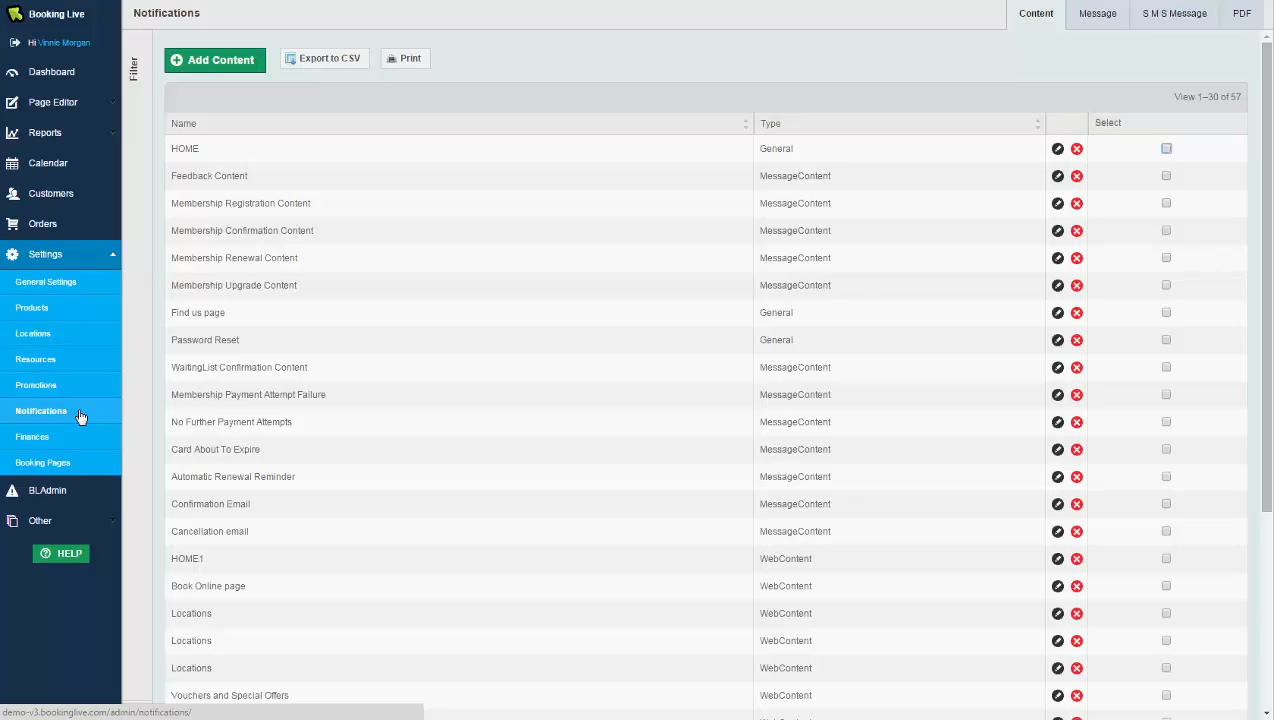 Booking Live
Notifications
Content
Message
S M S Message
PDF
Hi Vinnie Morgan
Dashboard
Page Editor
Reports
Calendar
Customers
Orders
Settings
General Settings
Products
Locations
Resources
Promotions
Notifications
Finances
Booking Pages
BLAdmin
Other
HELP
Filter
Add Content
Export to CSV
Print
View 1–30 of 57
Name Type Select
HOME General
Feedback Content MessageContent
Membership Registration Content MessageContent
Membership Confirmation Content MessageContent
Membership Renewal Content MessageContent
Membership Upgrade Content MessageContent
Find us page General
Password Reset General
WaitingList Confirmation Content MessageContent
Membership Payment Attempt Failure MessageContent
No Further Payment Attempts MessageContent
Card About To Expire MessageContent
Automatic Renewal Reminder MessageContent
Confirmation Email MessageContent
Cancellation email MessageContent
HOME1 WebContent
Book Online page WebContent
Locations WebContent
Locations WebContent
Locations WebContent
Vouchers and Special Offers WebContent
demo-v3.bookinglive.com/admin/notifications/